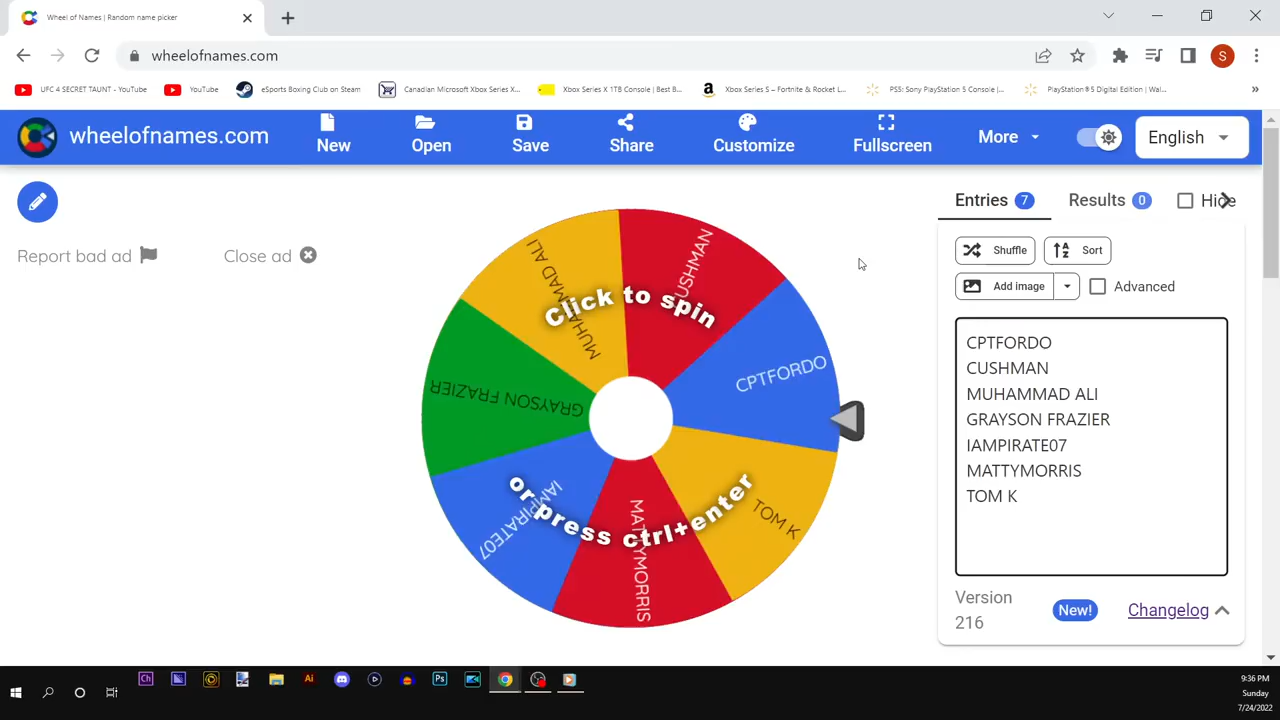 Wheel of Names | Random name picker
wheelofnames.com
S
UFC 4 SECRET TAUNT - YouTube
YouTube
eSports Boxing Club on Steam
Canadian Microsoft Xbox Series X...
Xbox Series X 1TB Console | Best B...
Xbox Series S – Fortnite & Rocket L...
PS5: Sony PlayStation 5 Console |...
PlayStation®5 Digital Edition | Wal...
»
wheelofnames.com
New
Open
Save
Share
Customize
Fullscreen
More
English
Report bad ad
Close ad
CUSHMAN
CPTFORDO
TOM K
MATTYMORRIS
IAMPIRATE07
GRAYSON FRAZIER
MUHAMMAD ALI
Click to spin
or press ctrl+enter
Entries 7
Results 0
Hide
Shuffle
Sort
Add image
Advanced
CPTFORDO
CUSHMAN
MUHAMMAD ALI
GRAYSON FRAZIER
IAMPIRATE07
MATTYMORRIS
TOM K
Version
216
New!
Changelog
Ch
Ai
Ps
9:36 PM
Sunday
7/24/2022